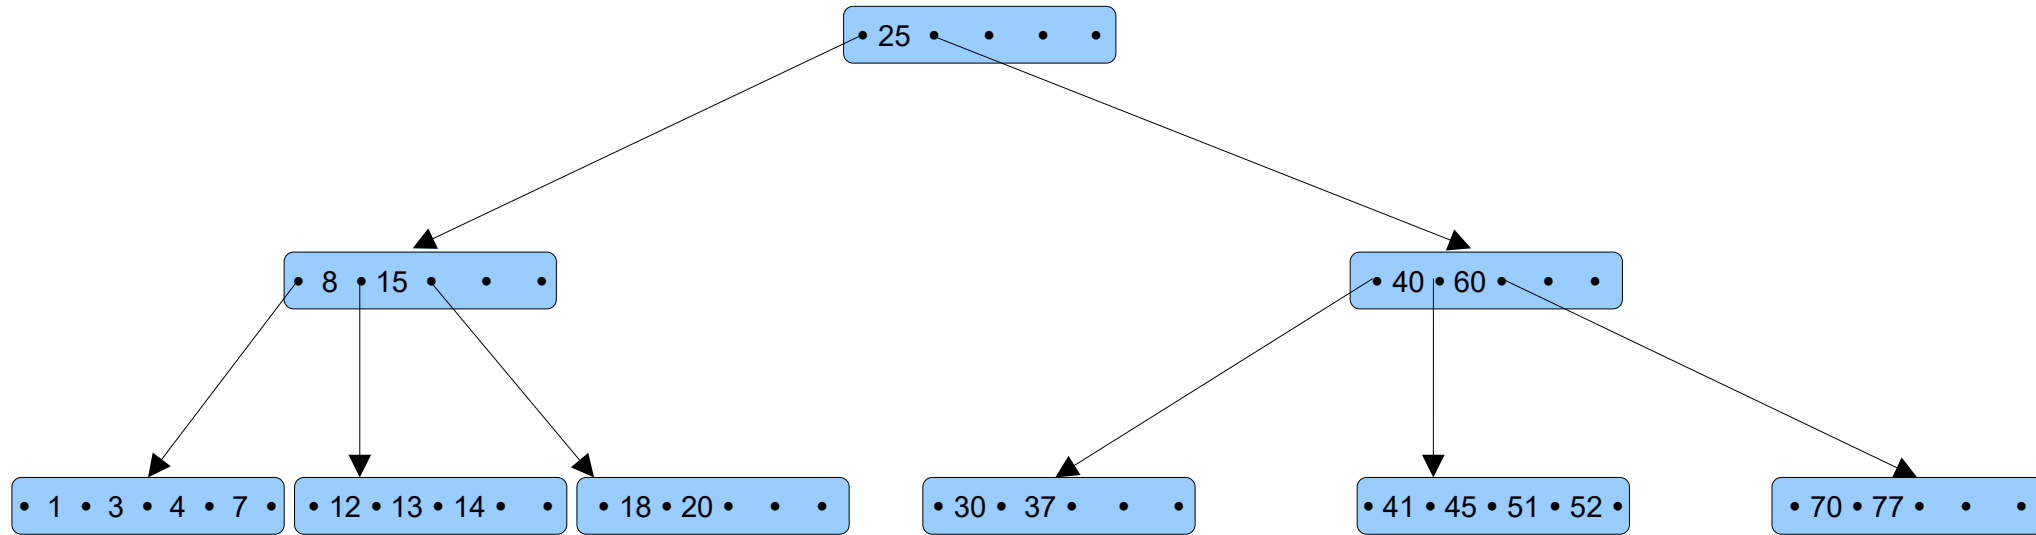 • 25 • • • •
• 8 • 15 • • •
• 40 • 60 • • •
• 1 • 3 • 4 • 7 •
• 12 • 13 • 14 • •
• 18 • 20 • • •
• 30 • 37 • • •
• 41 • 45 • 51 • 52 •
• 70 • 77 • • •